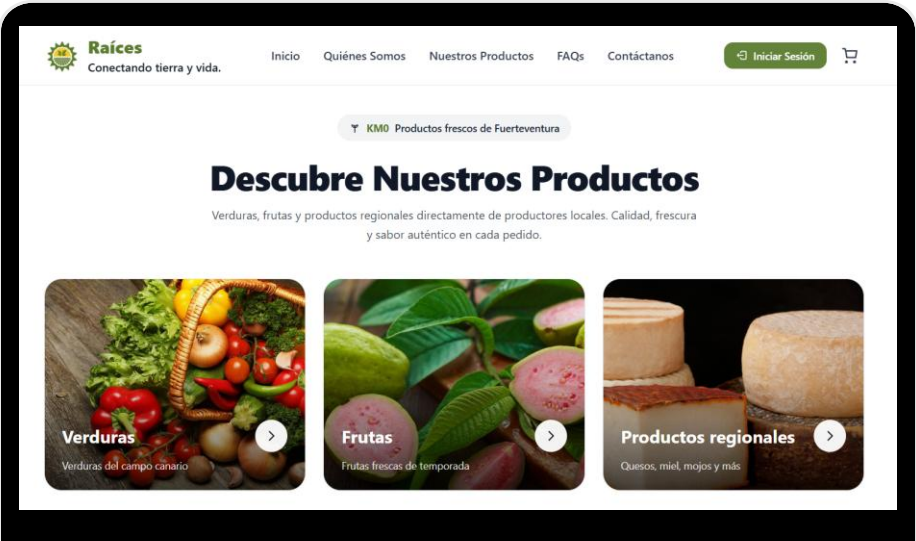 Raíces
Conectando tierra y vida.
Inicio
Quiénes Somos
Nuestros Productos
FAQs
Contáctanos
Iniciar Sesión
KM0 Productos frescos de Fuerteventura
Descubre Nuestros Productos
Verduras, frutas y productos regionales directamente de productores locales. Calidad, frescura
y sabor auténtico en cada pedido.
Verduras
Verduras del campo canario
Frutas
Frutas frescas de temporada
Productos regionales
Quesos, miel, mojos y más